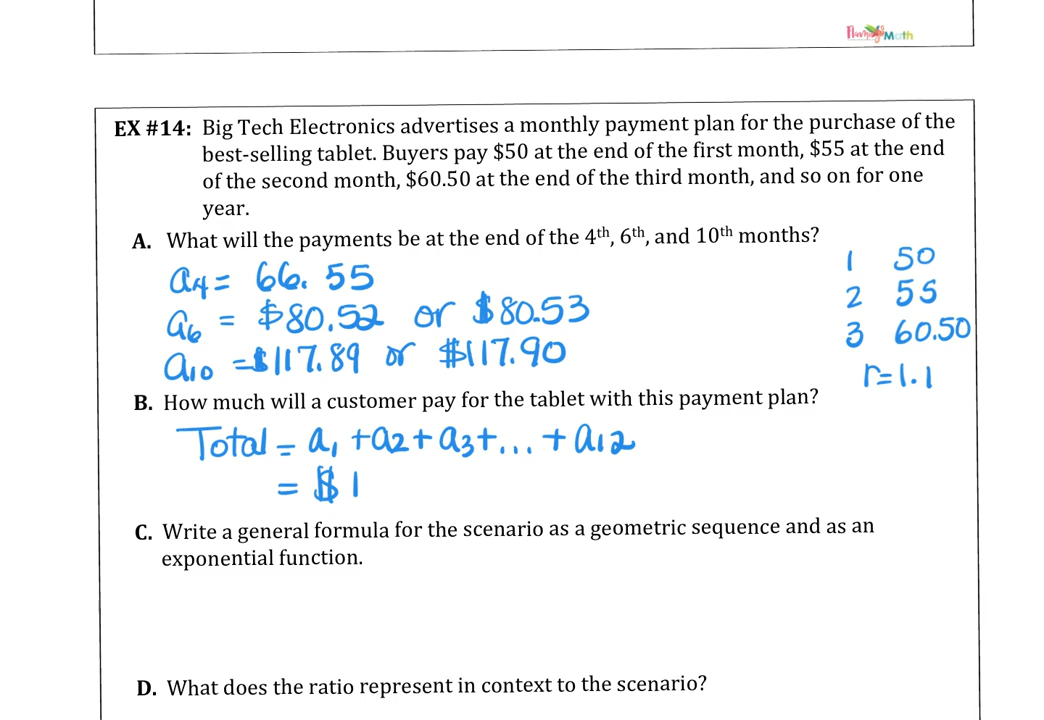 Flamingo Math
EX #14: Big Tech Electronics advertises a monthly payment plan for the purchase of the
best-selling tablet. Buyers pay $50 at the end of the first month, $55 at the end
of the second month, $60.50 at the end of the third month, and so on for one
year.
A. What will the payments be at the end of the 4th, 6th, and 10th months?
a4 = 66.55
a6 = $80.52 or $80.53
a10 = $117.89 or $117.90
1 50
2 55
3 60.50
r=1.1
B. How much will a customer pay for the tablet with this payment plan?
Total = a1 + a2 + a3 + ... + a12
= $1
C. Write a general formula for the scenario as a geometric sequence and as an
exponential function.
D. What does the ratio represent in context to the scenario?